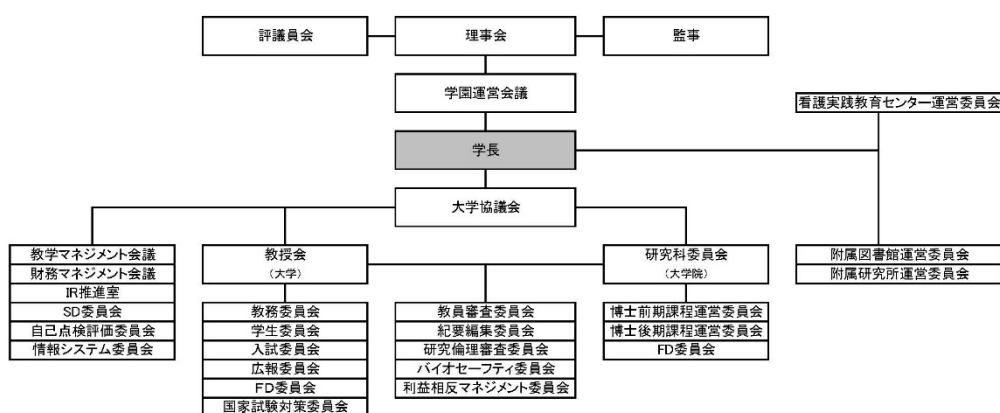 評議員会
理事会
監事
学園運営会議
看護実践教育センター運営委員会
学長
大学協議会
教学マネジメント会議
財務マネジメント会議
IR推進室
SD委員会
自己点検評価委員会
情報システム委員会
教授会
（大学）
研究科委員会
（大学院）
附属図書館運営委員会
附属研究所運営委員会
教務委員会
学生委員会
入試委員会
広報委員会
FD委員会
国家試験対策委員会
教員審査委員会
紀要編集委員会
研究倫理審査委員会
バイオセーフティ委員会
利益相反マネジメント委員会
博士前期課程運営委員会
博士後期課程運営委員会
FD委員会